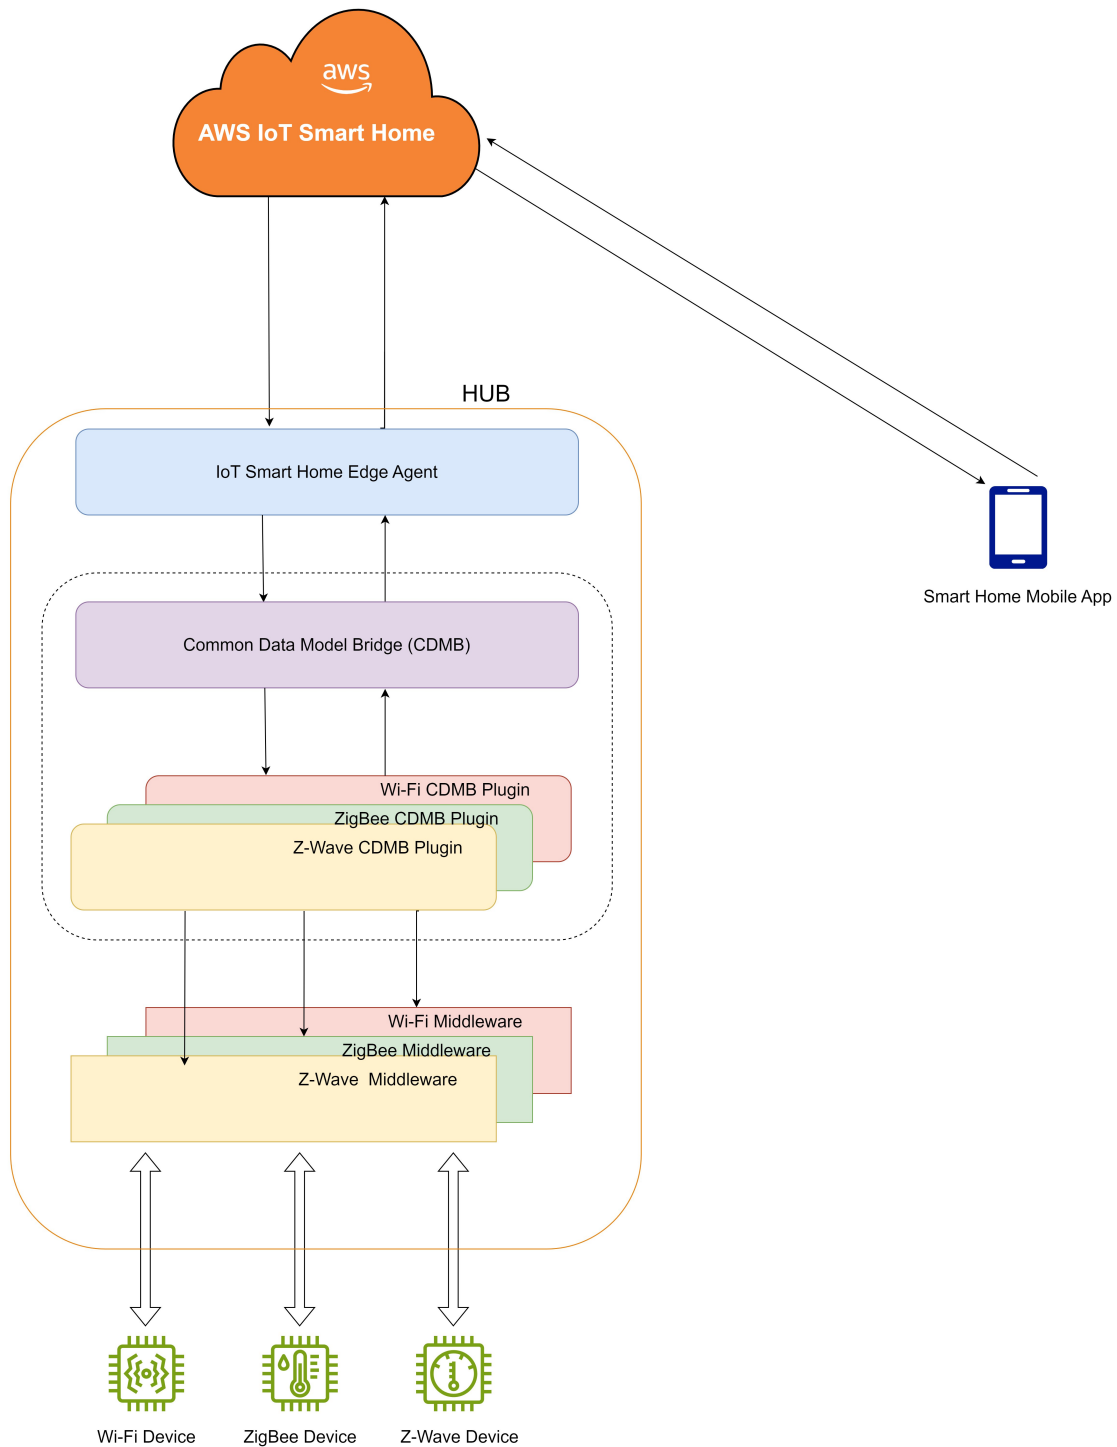 aws
AWS IoT Smart Home
HUB
IoT Smart Home Edge Agent
Smart Home Mobile App
Common Data Model Bridge (CDMB)
Wi-Fi CDMB Plugin
ZigBee CDMB Plugin
Z-Wave CDMB Plugin
Wi-Fi Middleware
ZigBee Middleware
Z-Wave  Middleware
Wi-Fi Device
ZigBee Device
Z-Wave Device